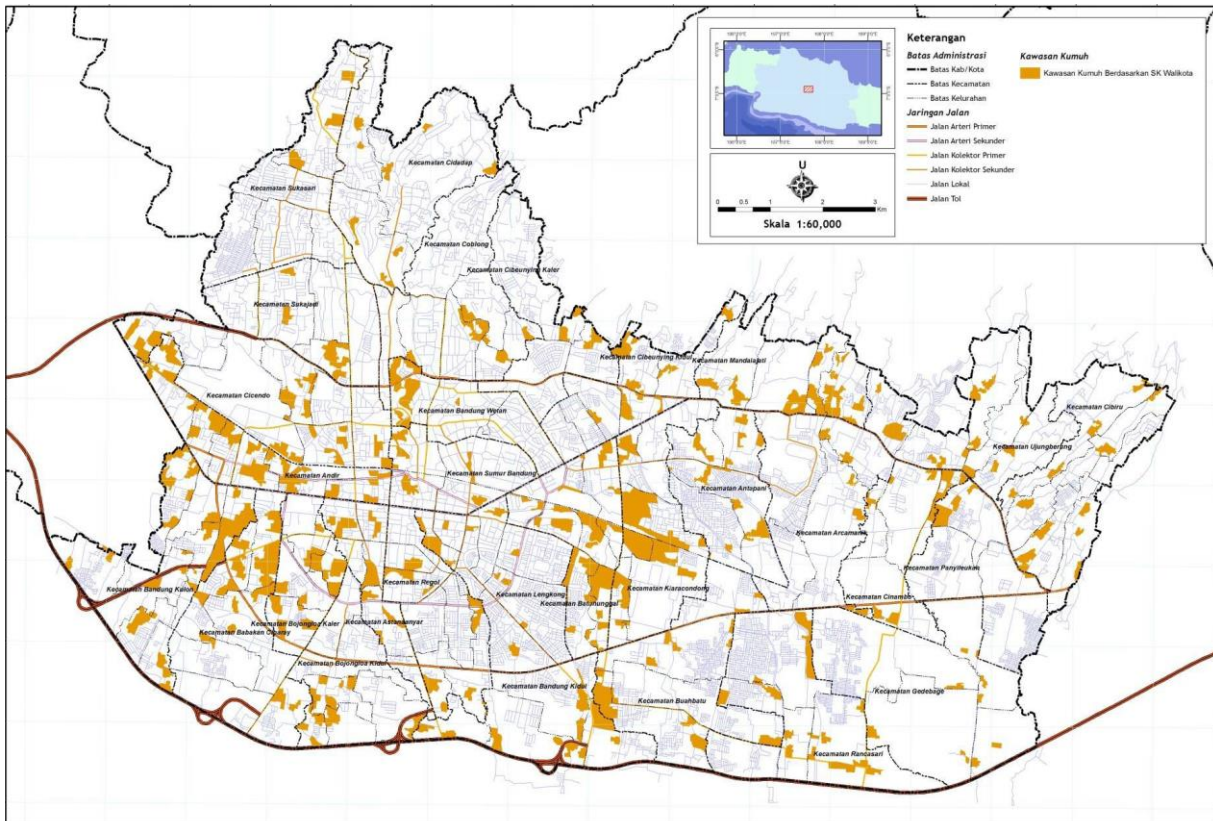 Keterangan
Batas Administrasi
Batas Kab/Kota
Batas Kecamatan
Batas Kelurahan
Jaringan Jalan
Jalan Arteri Primer
Jalan Arteri Sekunder
Jalan Kolektor Primer
Jalan Kolektor Sekunder
Jalan Lokal
Jalan Tol
Kawasan Kumuh
Kawasan Kumuh Berdasarkan SK Walikota
U
0 0.5 1 2 3
Km
Skala 1:60,000
Kecamatan Cidadap
Kecamatan Sukasari
Kecamatan Coblong
Kecamatan Cibeunying Kaler
Kecamatan Sukajadi
Kecamatan Cibeunying Kidul
Kecamatan Mandalajati
Kecamatan Cicendo
Kecamatan Bandung Wetan
Kecamatan Cibiru
Kecamatan Ujungberung
Kecamatan Sumur Bandung
Kecamatan Andir
Kecamatan Antapani
Kecamatan Arcamanik
Kecamatan Panyileukan
Kecamatan Regol
Kecamatan Bandung Kulon
Kecamatan Lengkong
Kecamatan Batununggal
Kecamatan Kiaracondong
Kecamatan Cinambo
Kecamatan Bojongloa Kaler
Kecamatan Astanaanyar
Kecamatan Babakan Ciparay
Kecamatan Bojongloa Kidul
Kecamatan Bandung Kidul
Kecamatan Buahbatu
Kecamatan Gedebage
Kecamatan Rancasari